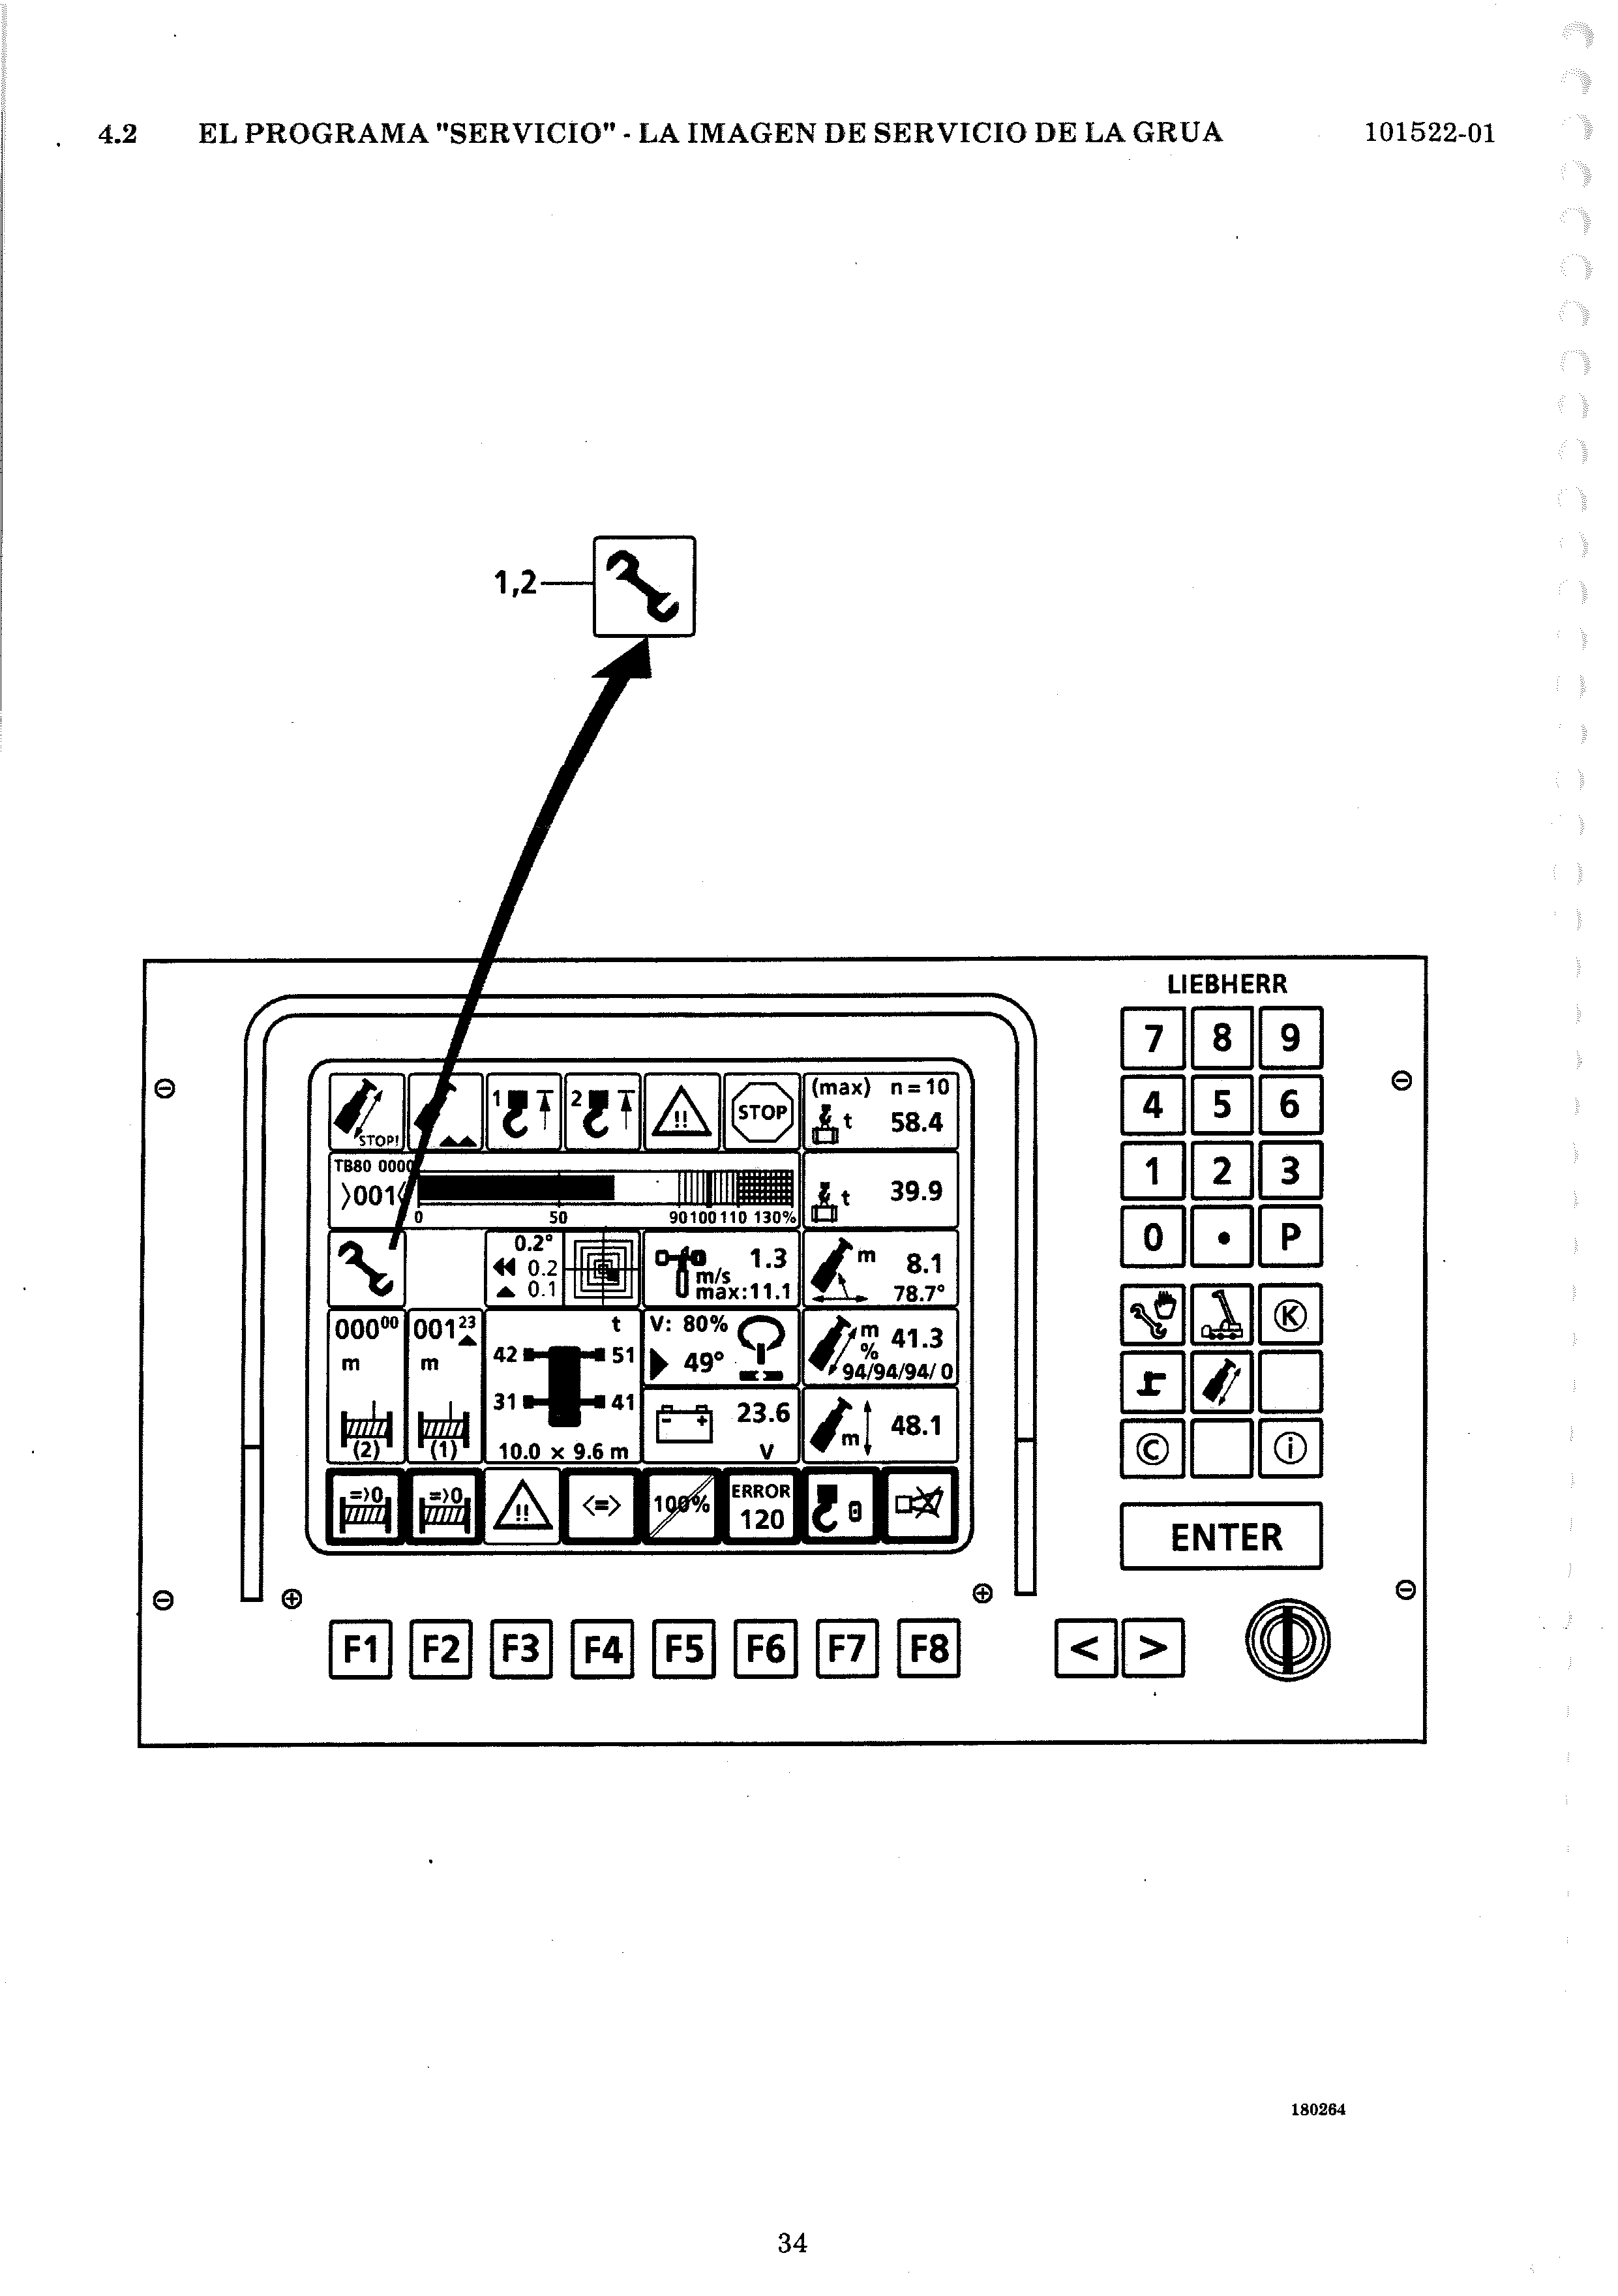 4.2 EL PROGRAMA "SERVICIO" - LA IMAGEN DE SERVICIO DE LA GRUA 101522-01
1,2
LIEBHERR
7 8 9
4 5 6
1 2 3
0 • P
K
C i
ENTER
STOP!
1
2
!!
STOP
(max) n=10
t 58.4
TB80 0000
>001<
0 50 90 100 110 130%
t 39.9
0.2°
0.2
0.1
1.3
m/s
max:11.1
m 8.1
78.7°
000⁰⁰
m
(2)
001²³
m
(1)
t
42 51
31 41
10.0 x 9.6 m
V: 80%
49°
- + 23.6
V
m 41.3
%
94/94/94/ 0
48.1
m
=>0
=>0
!!
<=>
100%
ERROR
120
0
F1 F2 F3 F4 F5 F6 F7 F8 < >
180264
34